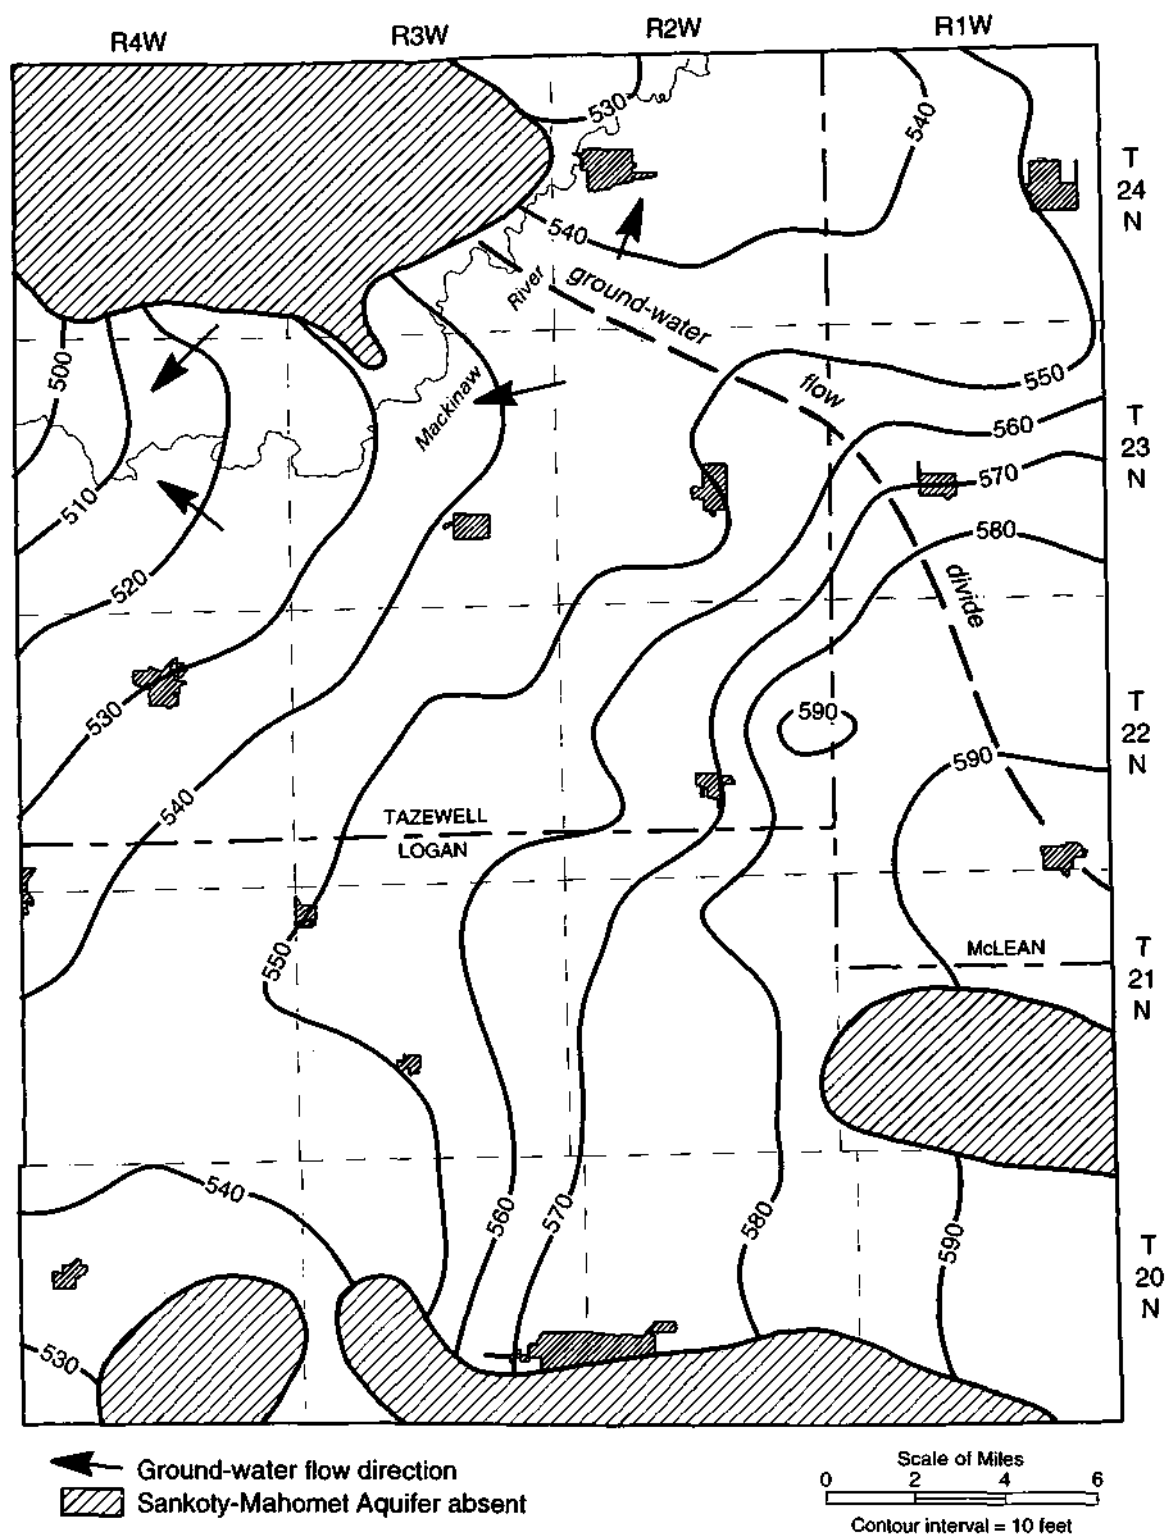 R4W
R3W
R2W
R1W
530
540
T
24
N
540
River
ground-water
500
Mackinaw
flow
550
560
T
23
N
570
510
580
520
divide
530
590
T
22
N
590
540
TAZEWELL
LOGAN
550
McLEAN
T
21
N
540
560
570
580
590
T
20
N
530
Ground-water flow direction
Sankoty-Mahomet Aquifer absent
Scale of Miles
0 2 4 6
Contour interval = 10 feet